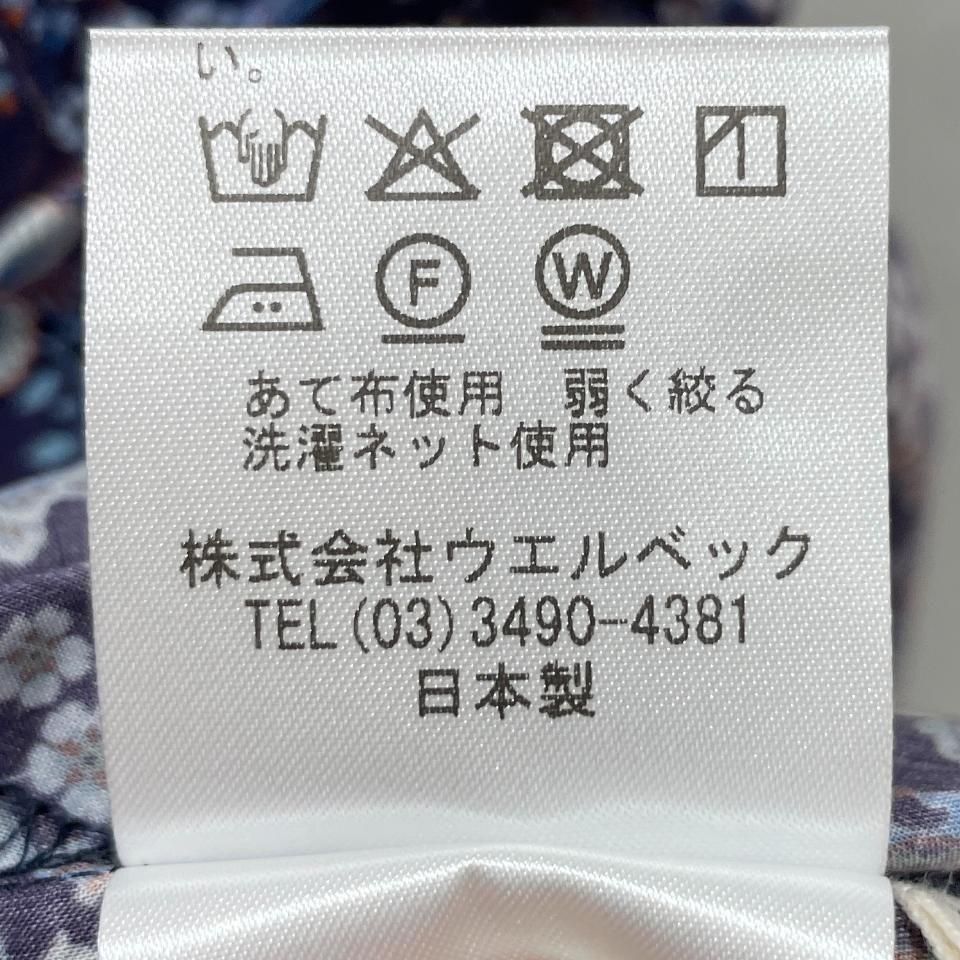 い。
F W
あて布使用 弱く絞る
洗濯ネット使用
株式会社ウエルベック
TEL(03)3490-4381
日本製